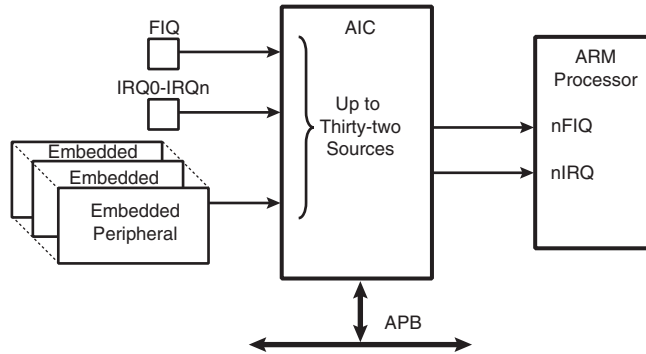 FIQ
IRQ0-IRQn
Embedded
Embedded
Embedded
Peripheral
AIC
Up to
Thirty-two
Sources
ARM
Processor
nFIQ
nIRQ
APB